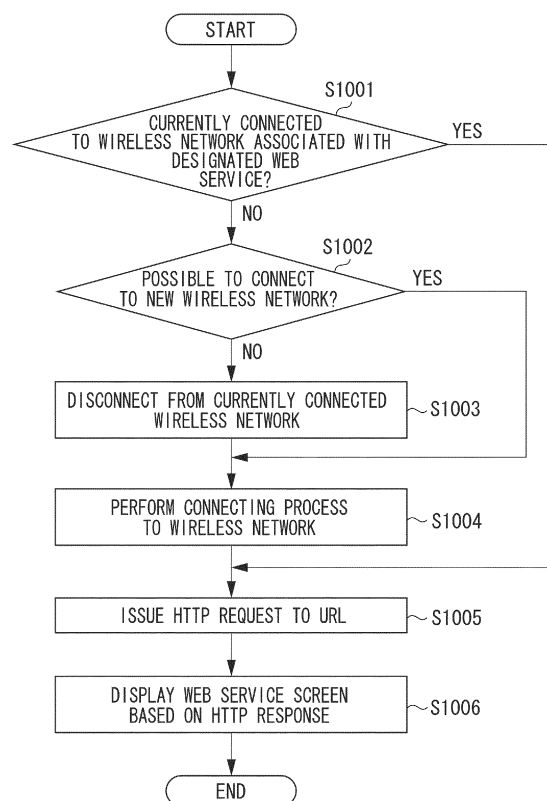 START
S1001
CURRENTLY CONNECTED
TO WIRELESS NETWORK ASSOCIATED WITH
DESIGNATED WEB
SERVICE?
YES
NO
S1002
POSSIBLE TO CONNECT
TO NEW WIRELESS NETWORK?
YES
NO
DISCONNECT FROM CURRENTLY CONNECTED
WIRELESS NETWORK
S1003
PERFORM CONNECTING PROCESS
TO WIRELESS NETWORK
S1004
ISSUE HTTP REQUEST TO URL
S1005
DISPLAY WEB SERVICE SCREEN
BASED ON HTTP RESPONSE
S1006
END